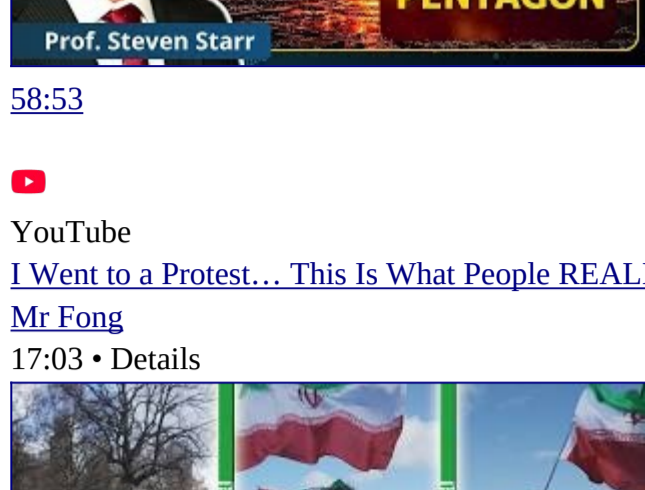 PENTAGON
Prof. Steven Starr
58:53
YouTube
I Went to a Protest… This Is What People
Mr Fong
17:03 • Details